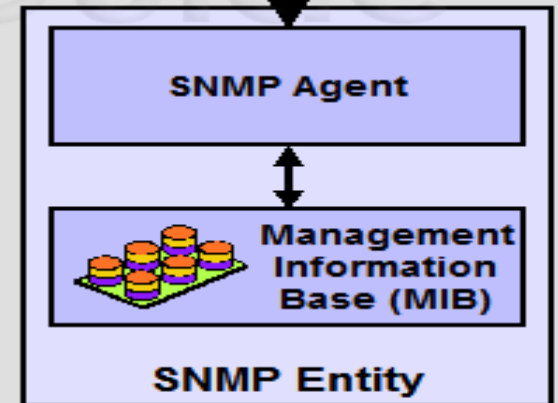 SNMP Agent
Management
Information
Base (MIB)
SNMP Entity